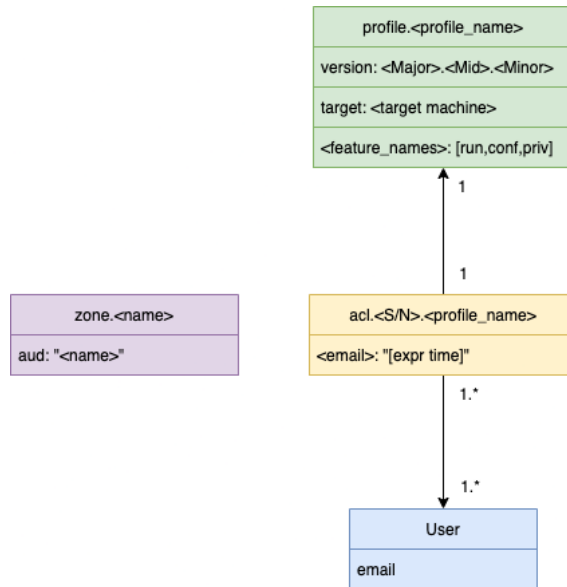 profile.<profile_name>
version: <Major>.<Mid>.<Minor>
target: <target machine>
<feature_names>: [run,conf,priv]
1
1
zone.<name>
aud: "<name>"
acl.<S/N>.<profile_name>
<email>: "[expr time]"
1.*
1.*
User
email